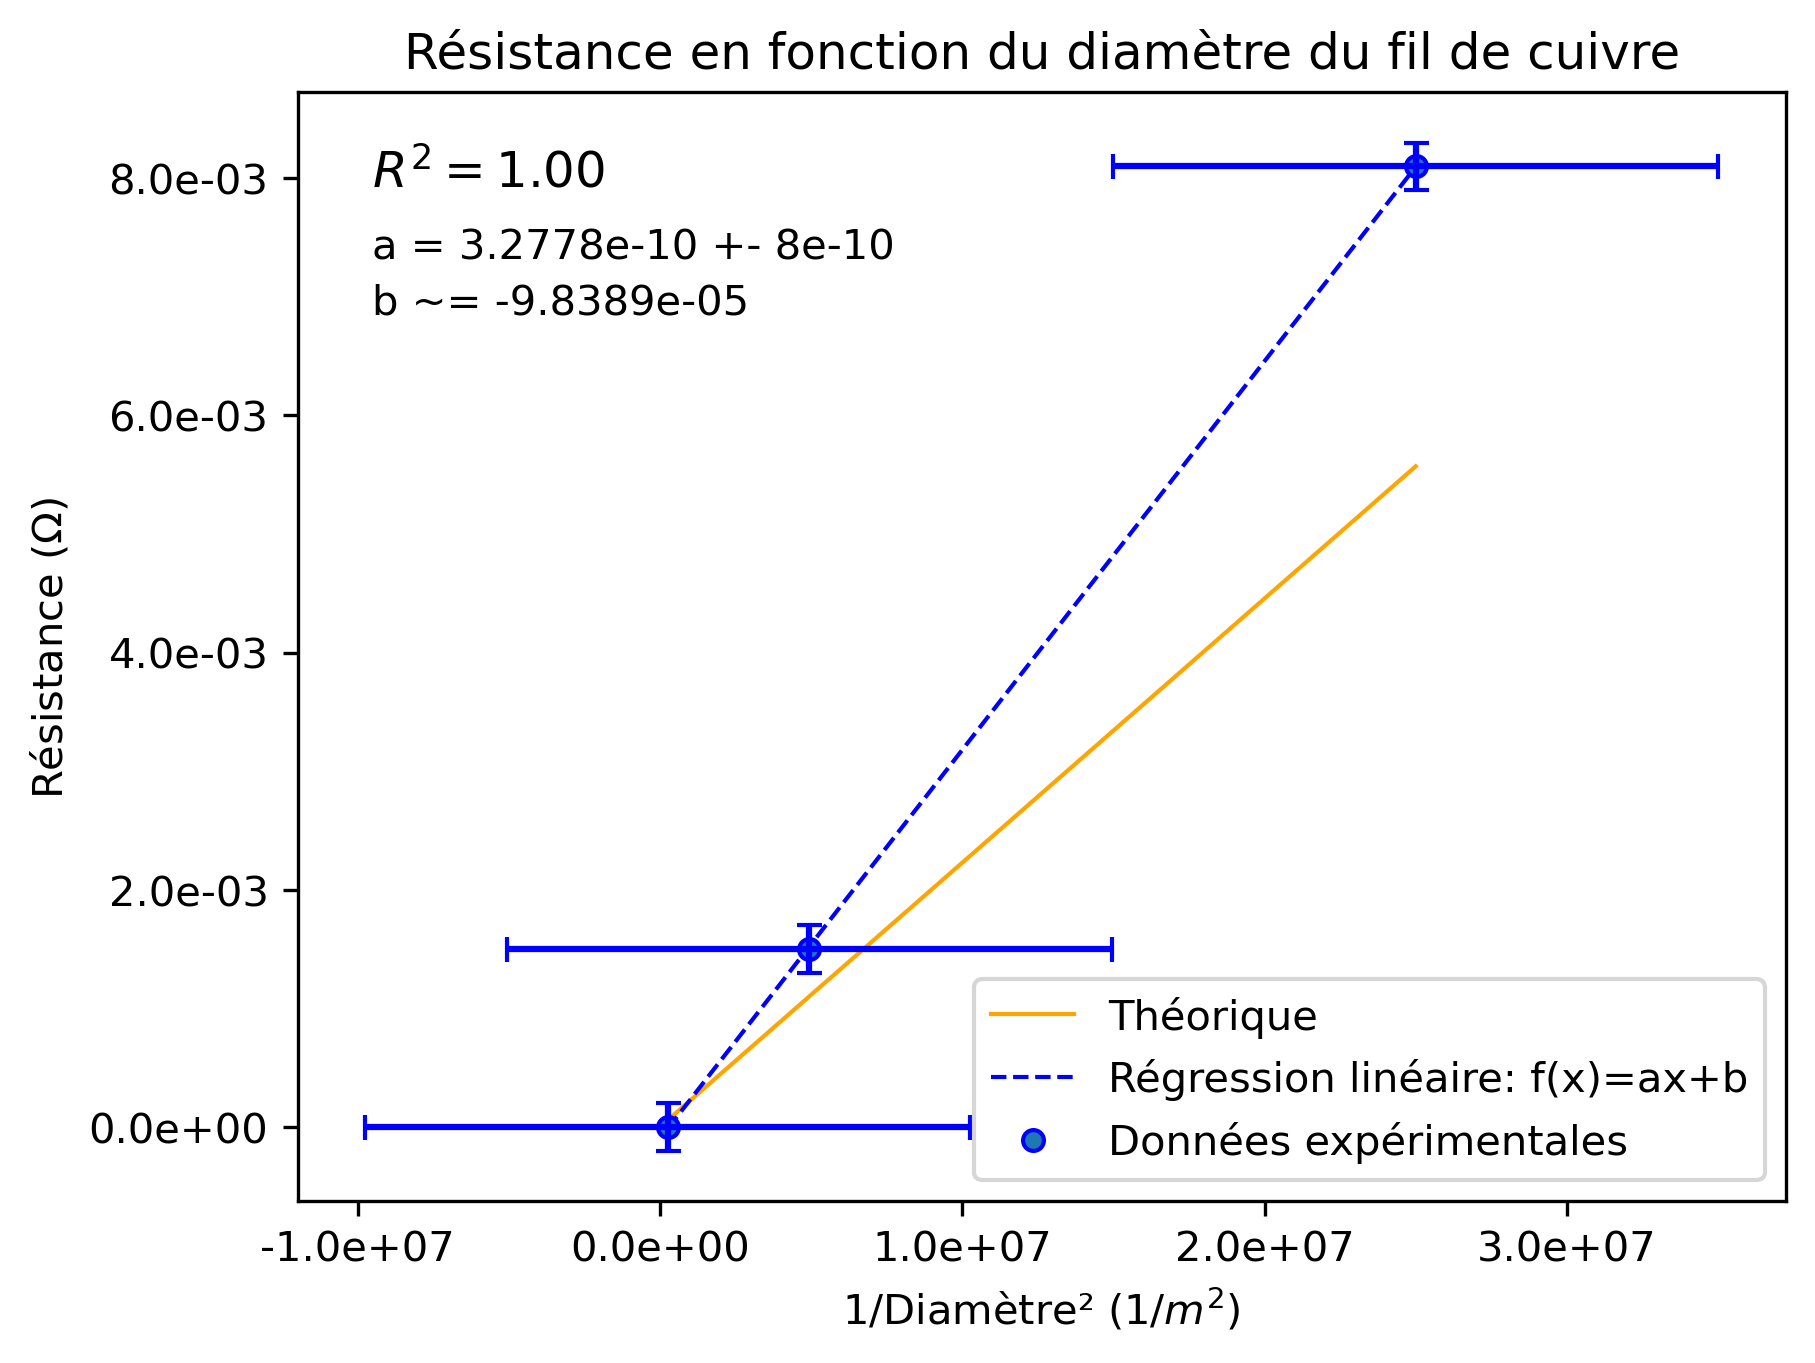 Résistance en fonction du diamètre du fil de cuivre
R² = 1.00
a = 3.2778e-10 +- 8e-10
b ~= -9.8389e-05
8.0e-03
6.0e-03
4.0e-03
2.0e-03
0.0e+00
Résistance (Ω)
Théorique
Régression linéaire: f(x)=ax+b
Données expérimentales
-1.0e+07
0.0e+00
1.0e+07
2.0e+07
3.0e+07
1/Diamètre² (1/m²)